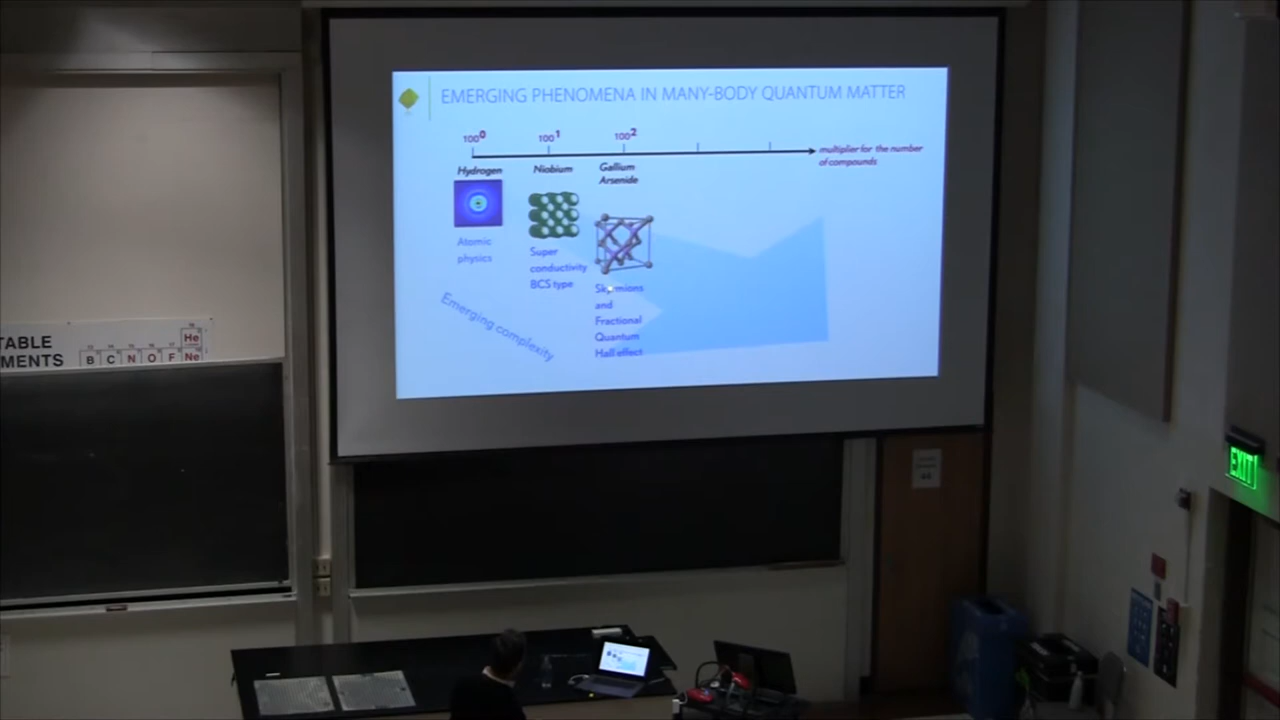 EMERGING PHENOMENA IN MANY-BODY QUANTUM MATTER
100⁰ 100¹ 100²
multiplier for the number
of compounds
Hydrogen Niobium Gallium
Arsenide
Atomic
physics
Super
conductivity
BCS type
Skyrmions
and
Fractional
Quantum
Hall effect
Emerging complexity
TABLE
MENTS
He
B C N O F Ne
EXIT